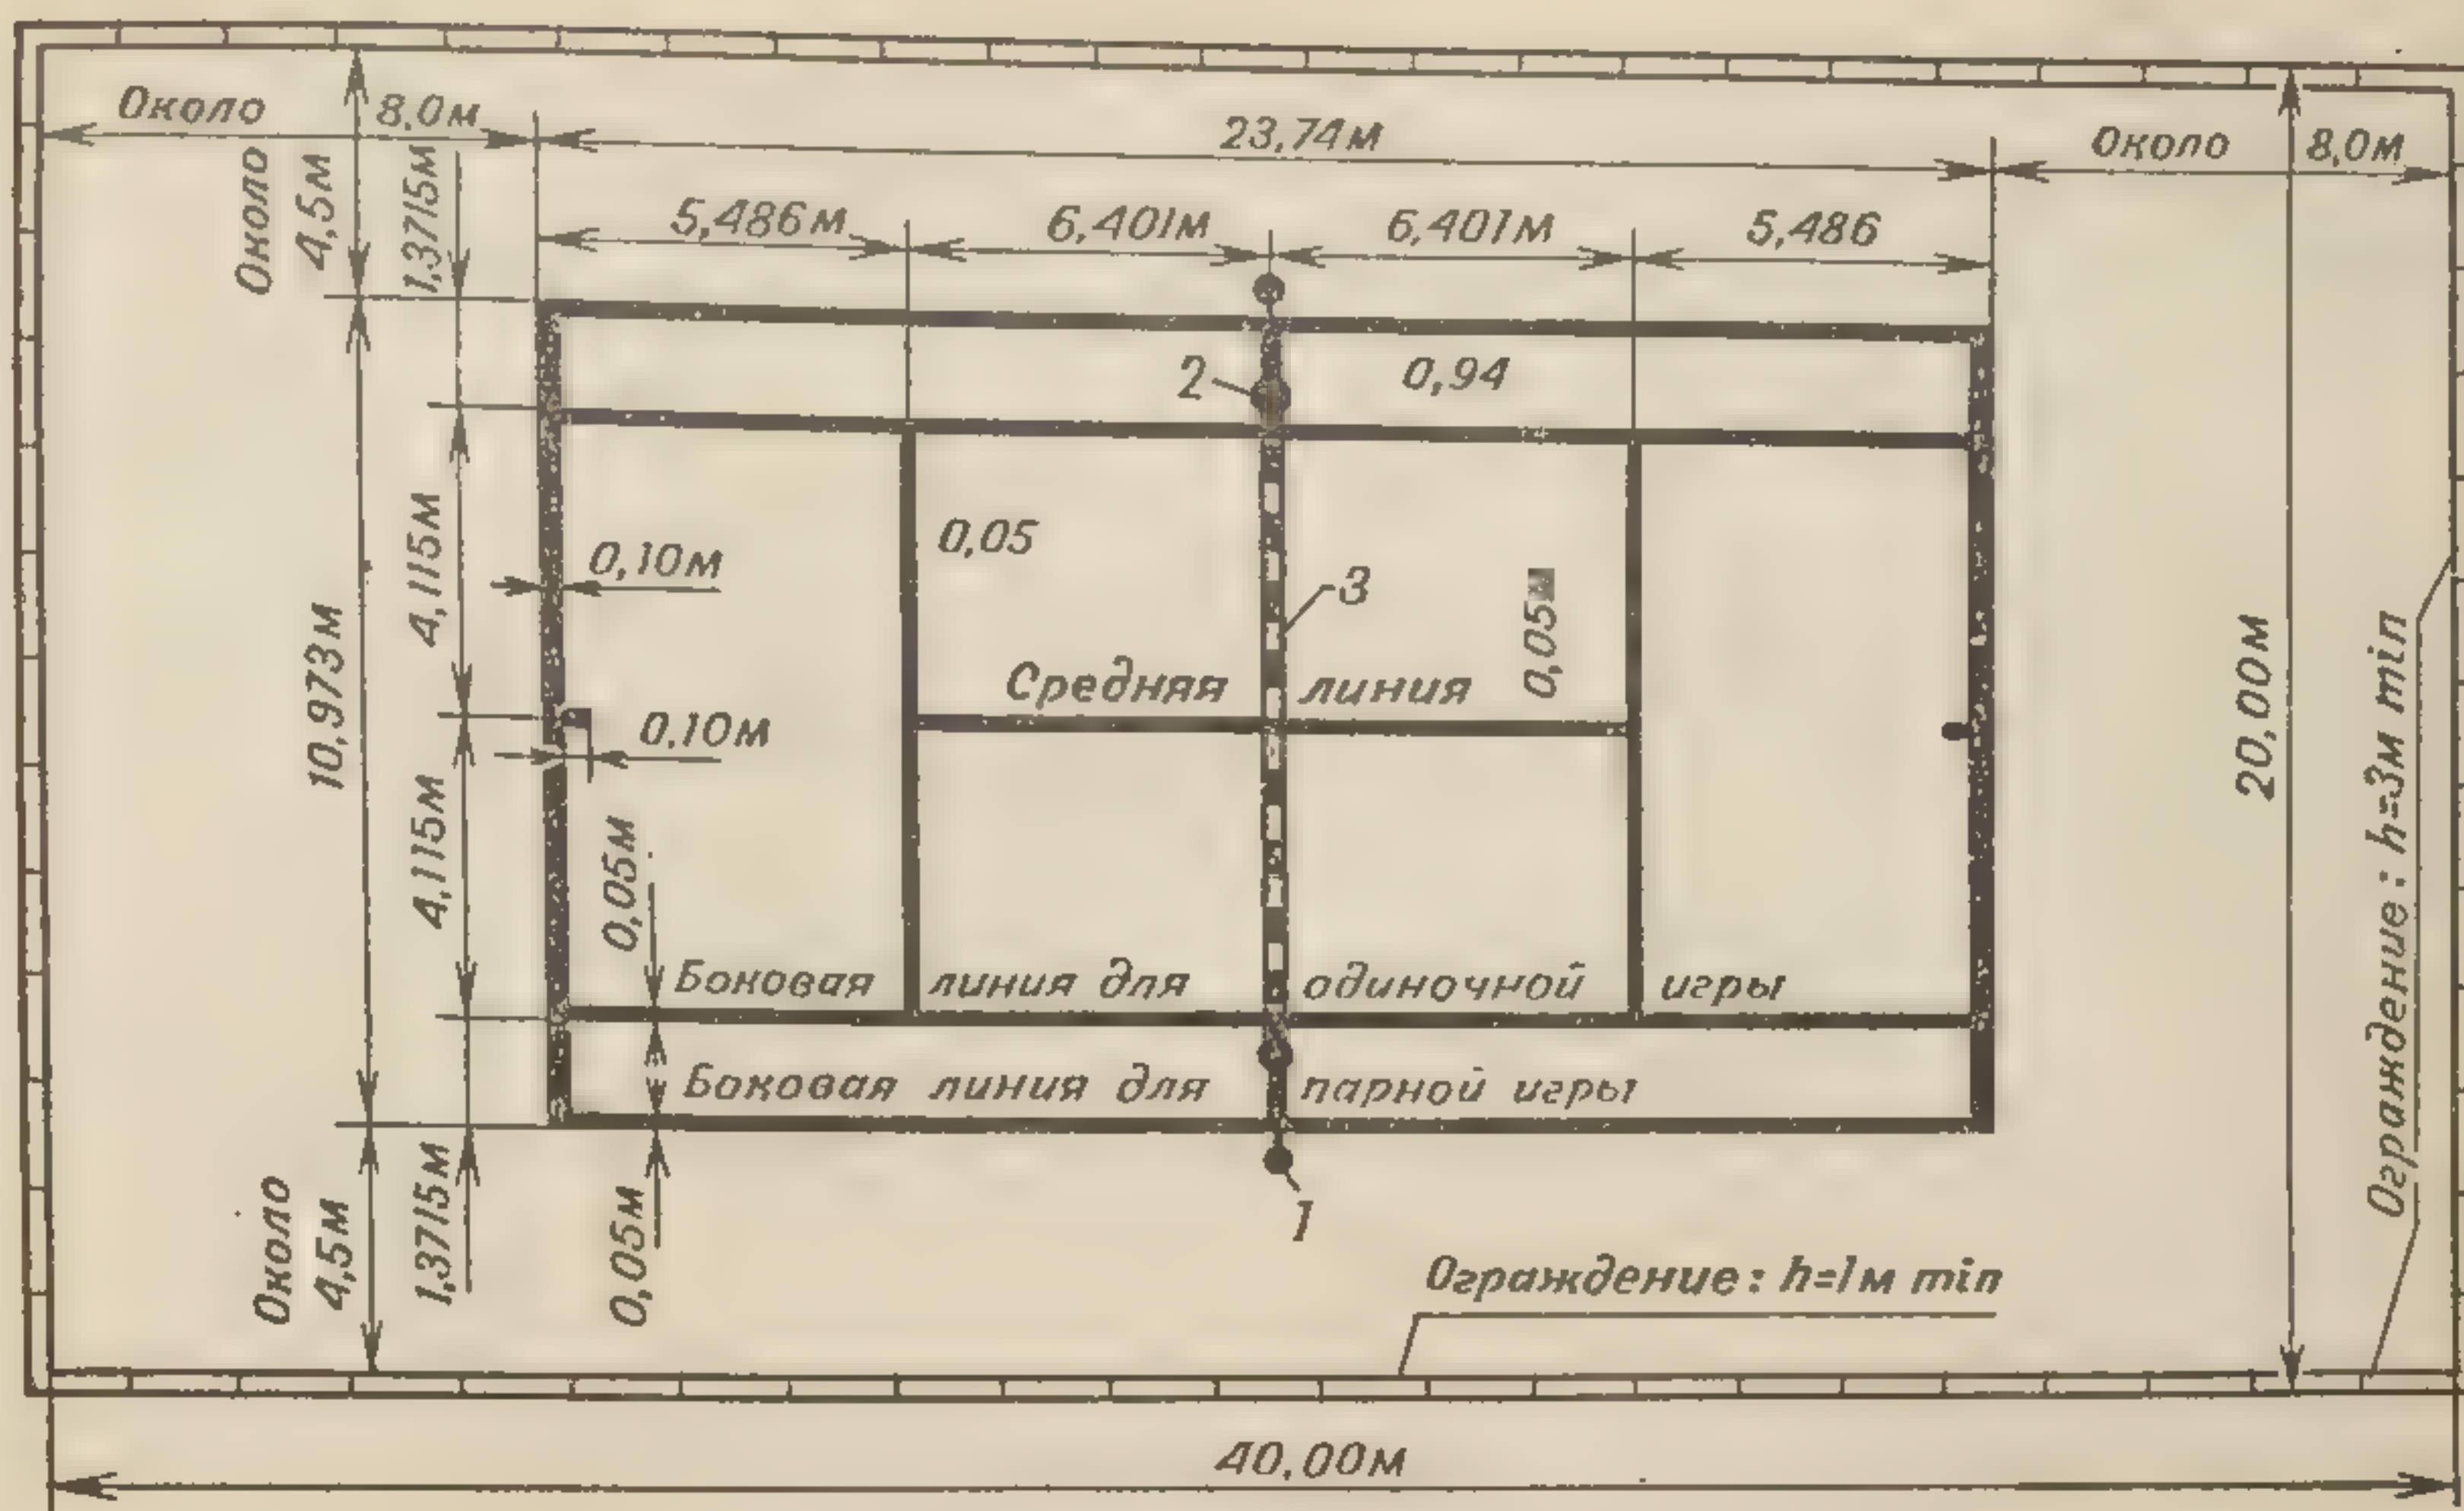 Около 8,0м
23,74м
Около 8,0м
Около
4,5м
1,3715м
5,486м
6,401м
6,401м
5,486
2
0,94
0,05
0,10м
3
4,115м
10,973м
0,05
Средняя линия
0,10м
20,00м
Ограждение: h=3м min
4,115м
0,05м
Боковая линия для одиночной игры
Боковая линия для парной игры
1
Около
4,5м
1,3715м
0,05м
Ограждение: h=1м min
40,00м